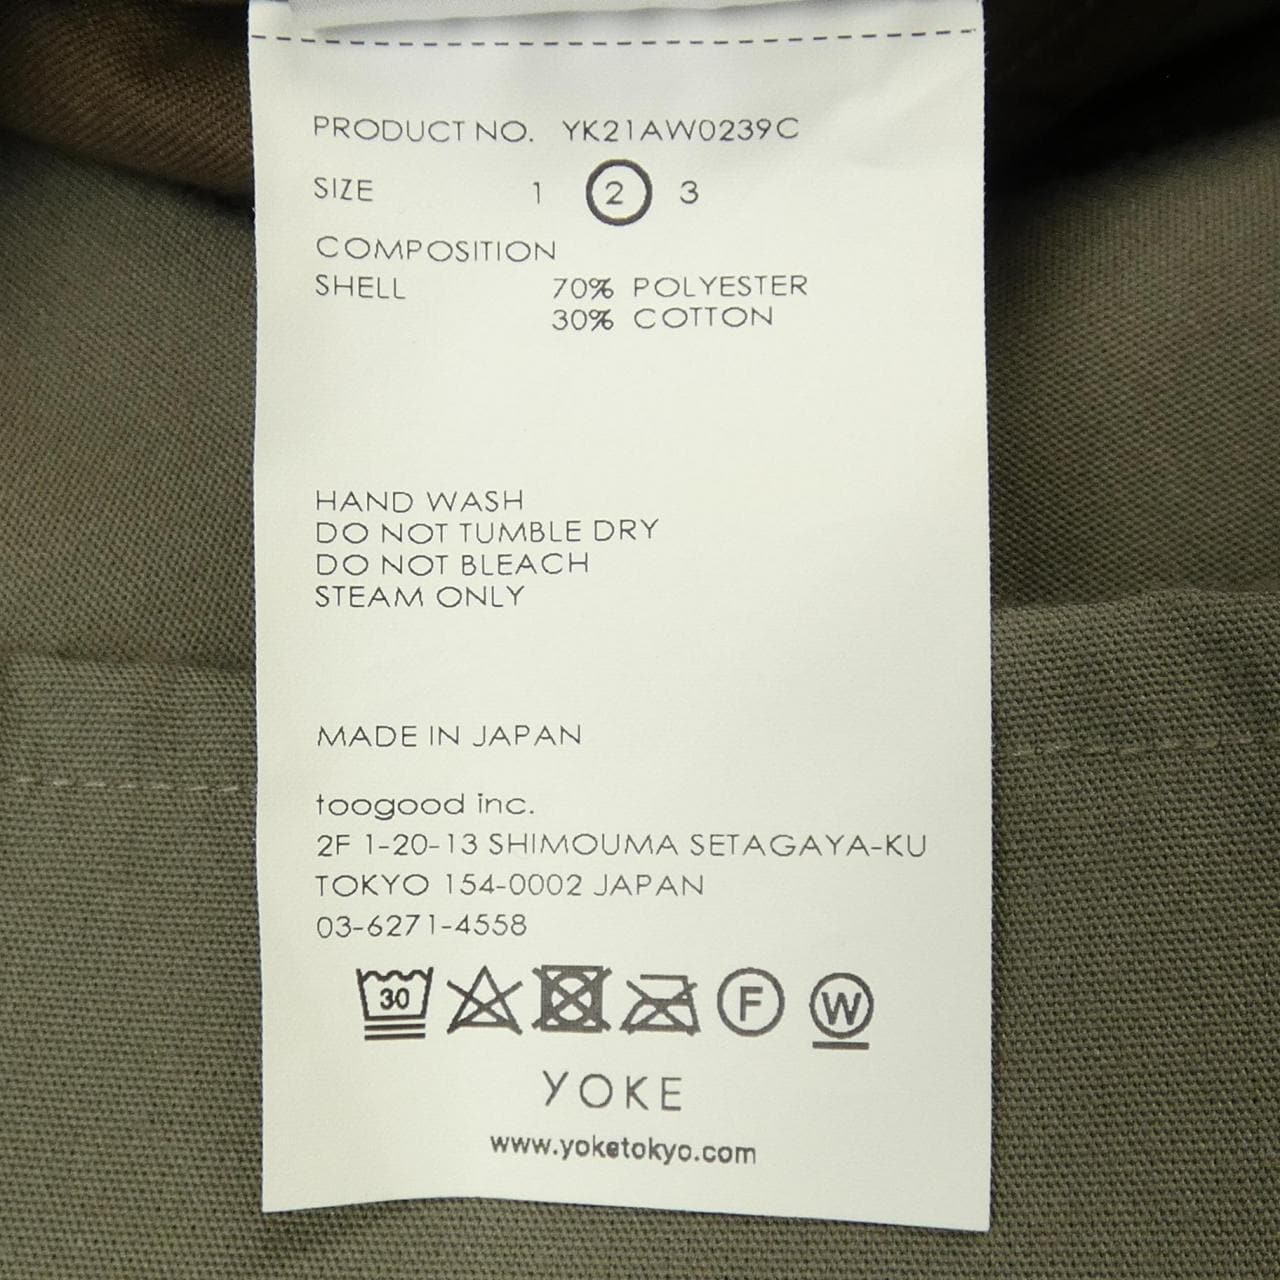 PRODUCT NO. YK21AW0239C
SIZE 1 2 3
COMPOSITION
SHELL 70% POLYESTER
30% COTTON
HAND WASH
DO NOT TUMBLE DRY
DO NOT BLEACH
STEAM ONLY
MADE IN JAPAN
toogood inc.
2F 1-20-13 SHIMOUMA SETAGAYA-KU
TOKYO 154-0002 JAPAN
03-6271-4558
30 F W
YOKE
www.yoketokyo.com